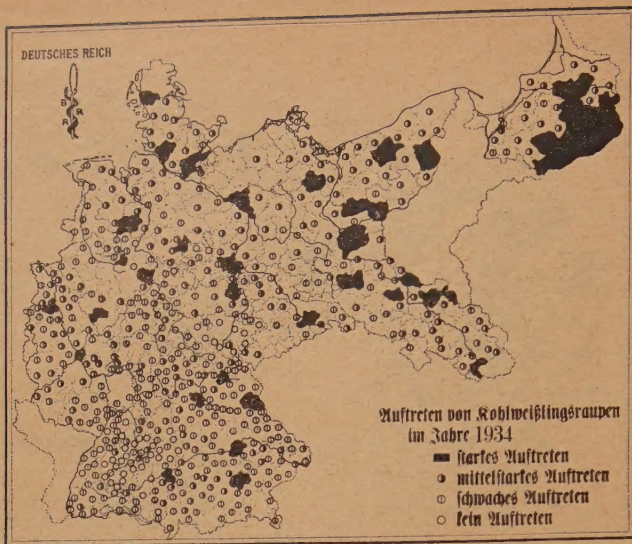 DEUTSCHES REICH
B
R
A
Auftreten von Kohlweißlingsraupen
im Jahre 1934
starkes Auftreten
mittelstarkes Auftreten
schwaches Auftreten
kein Auftreten